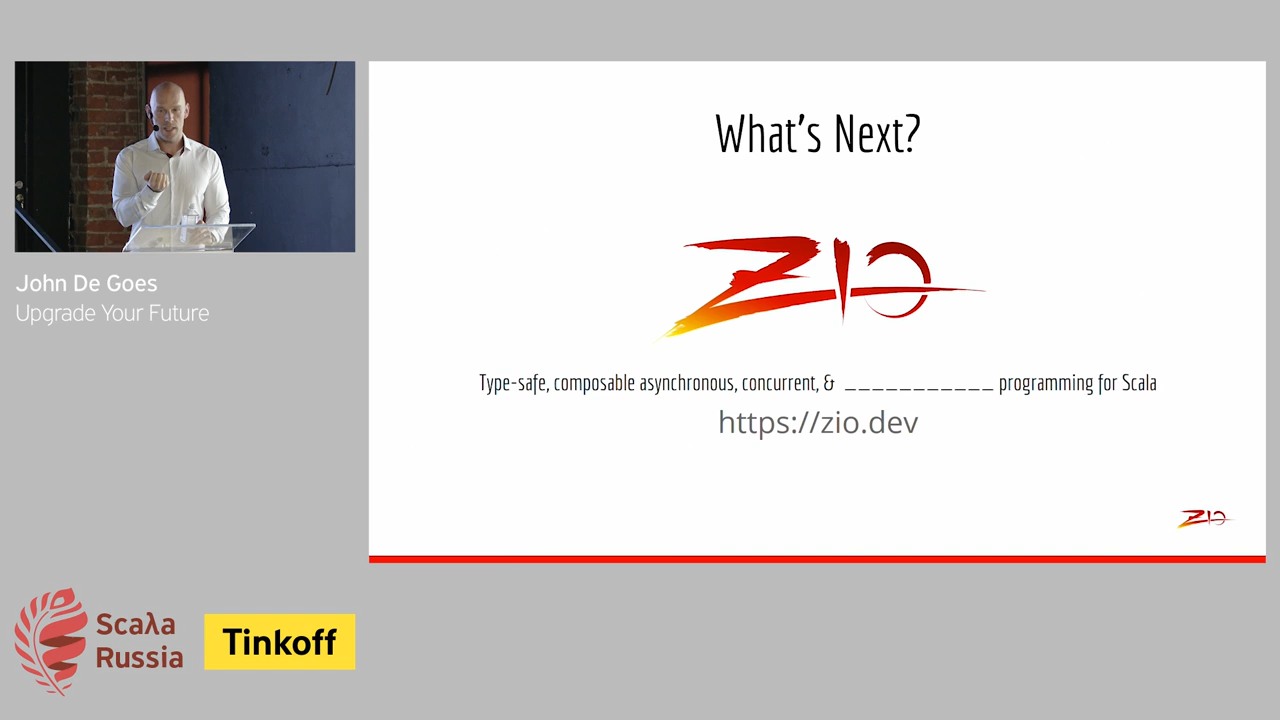 John De Goes
Upgrade Your Future
What's Next?
ZIO
Type-safe, composable asynchronous, concurrent, & ___________ programming for Scala
https://zio.dev
ZIO
Scaλa
Russia
Tinkoff